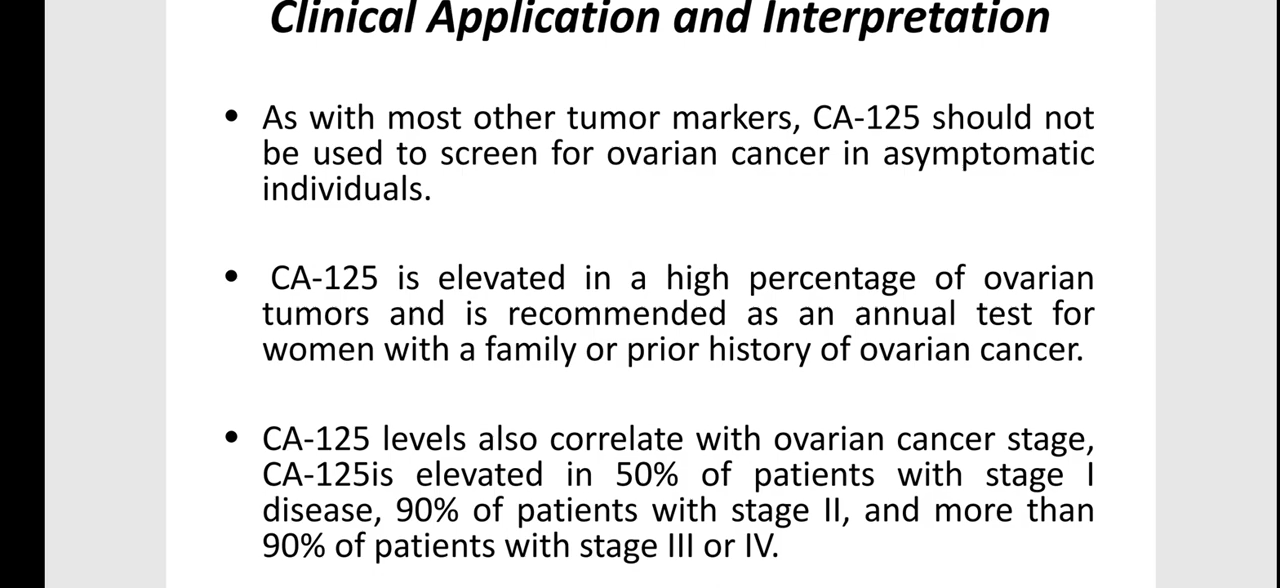 Clinical Application and Interpretation
• As with most other tumor markers, CA-125 should not
be used to screen for ovarian cancer in asymptomatic
individuals.
• CA-125 is elevated in a high percentage of ovarian
tumors and is recommended as an annual test for
women with a family or prior history of ovarian cancer.
• CA-125 levels also correlate with ovarian cancer stage,
CA-125is elevated in 50% of patients with stage I
disease, 90% of patients with stage II, and more than
90% of patients with stage III or IV.